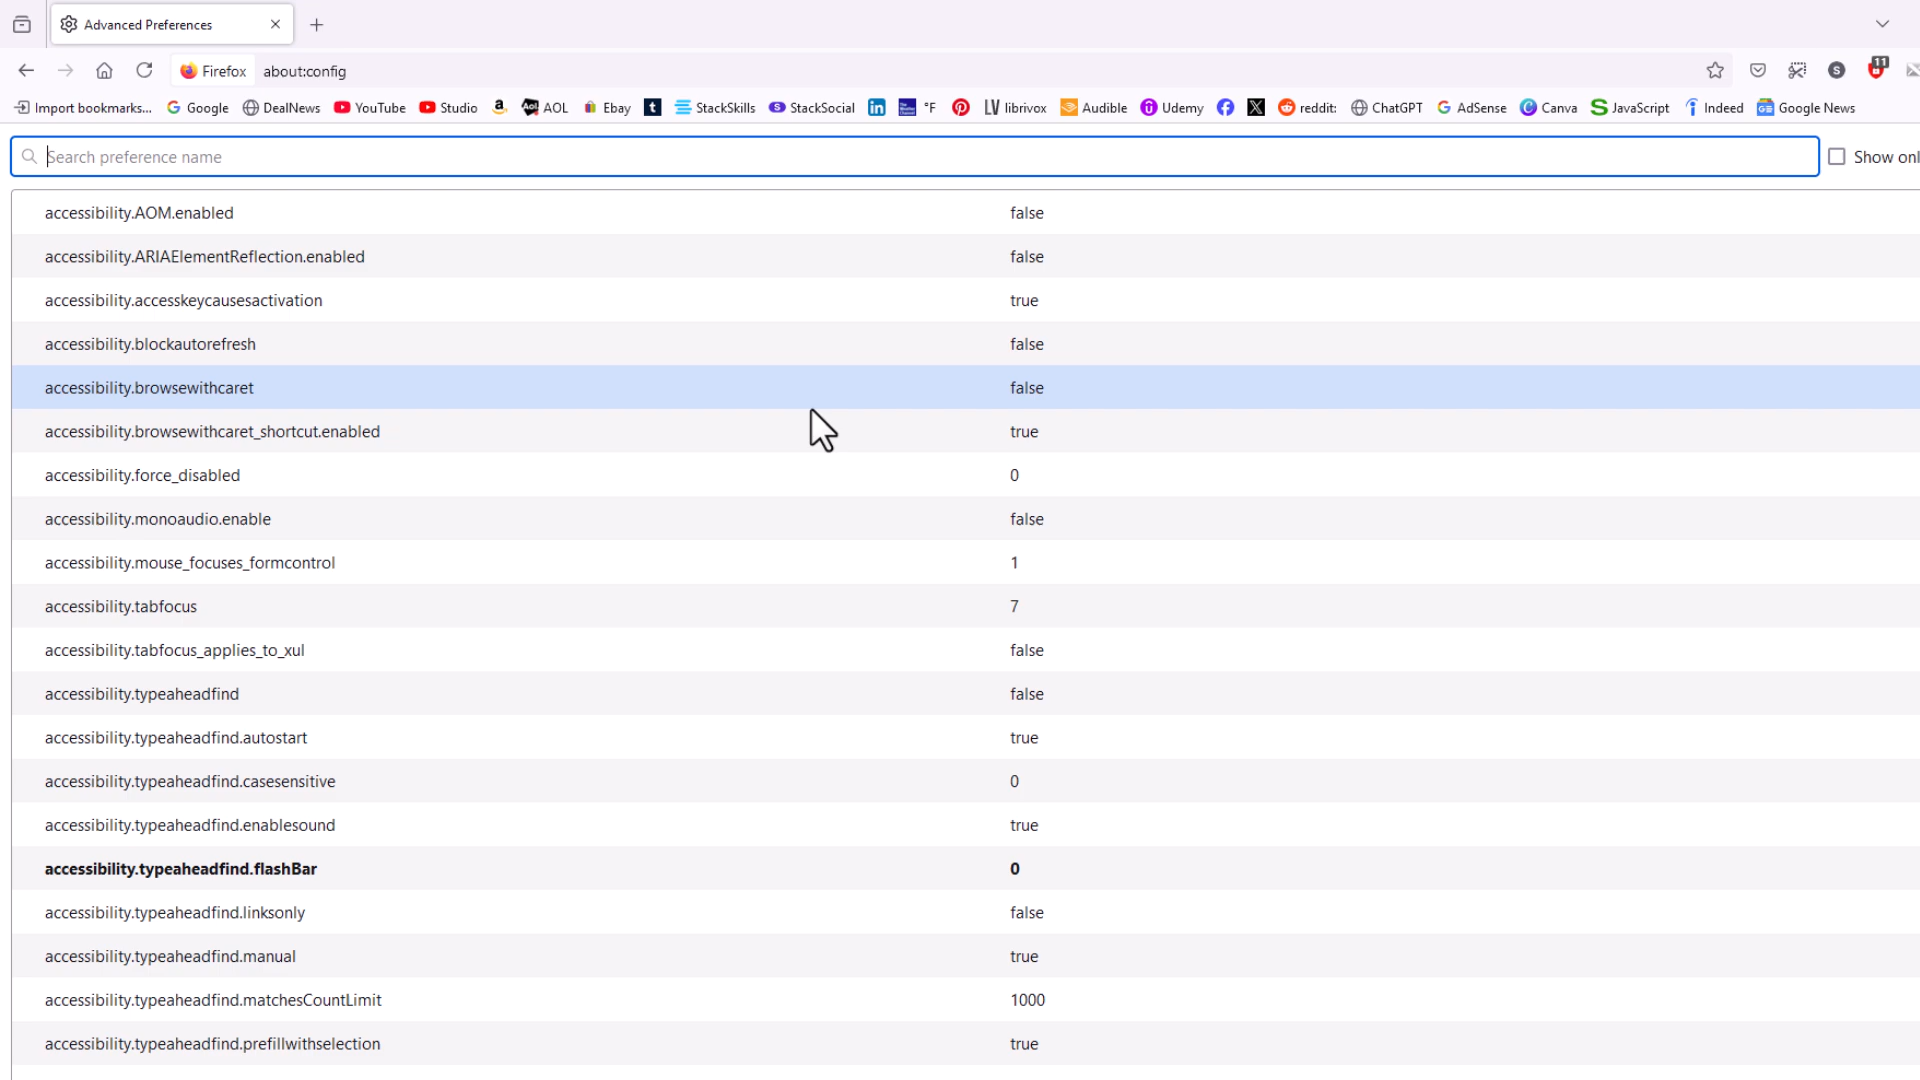 Advanced Preferences
Firefox about:config
11
Import bookmarks... Google DealNews YouTube Studio a Aol. AOL Ebay t StackSkills S StackSocial in °F LV librivox Audible Udemy X reddit: ChatGPT AdSense Canva JavaScript Indeed Google News
Search preference name Show onl
accessibility.AOM.enabled false
accessibility.ARIAElementReflection.enabled false
accessibility.accesskeycausesactivation true
accessibility.blockautorefresh false
accessibility.browsewithcaret false
accessibility.browsewithcaret_shortcut.enabled true
accessibility.force_disabled 0
accessibility.monoaudio.enable false
accessibility.mouse_focuses_formcontrol 1
accessibility.tabfocus 7
accessibility.tabfocus_applies_to_xul false
accessibility.typeaheadfind false
accessibility.typeaheadfind.autostart true
accessibility.typeaheadfind.casesensitive 0
accessibility.typeaheadfind.enablesound true
accessibility.typeaheadfind.flashBar 0
accessibility.typeaheadfind.linksonly false
accessibility.typeaheadfind.manual true
accessibility.typeaheadfind.matchesCountLimit 1000
accessibility.typeaheadfind.prefillwithselection true